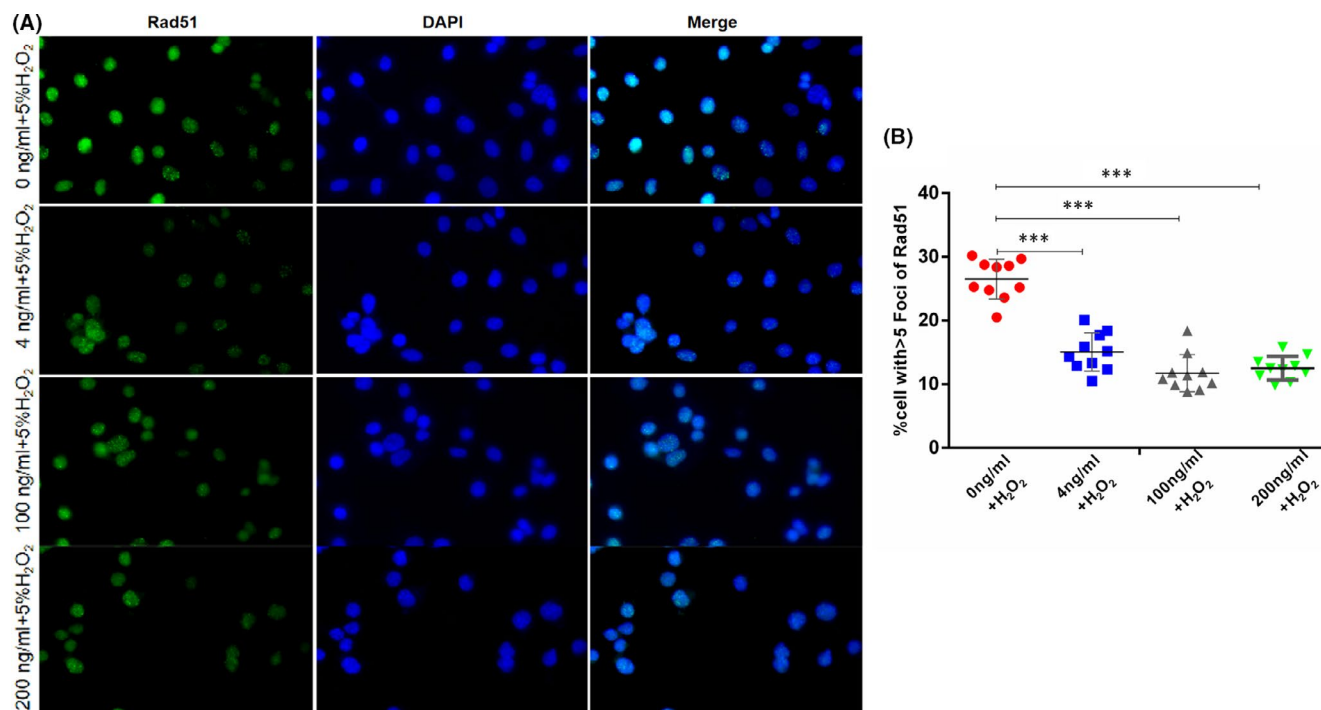 (A)
Rad51 DAPI Merge
0 ng/ml+5%H₂O₂
4 ng/ml+5%H₂O₂
100 ng/ml+5%H₂O₂
200 ng/ml+5%H₂O₂
(B)
%cell with>5 Foci of Rad51
40
30
20
10
0
***
***
***
0ng/ml
+H₂O₂
4ng/ml
+H₂O₂
100ng/ml
+H₂O₂
200ng/ml
+H₂O₂